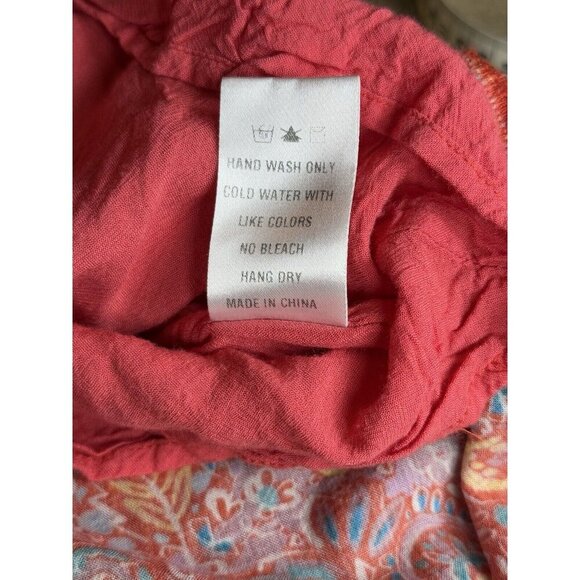 HAND WASH ONLY
COLD WATER WITH
LIKE COLORS
NO BLEACH
HANG DRY
MADE IN CHINA